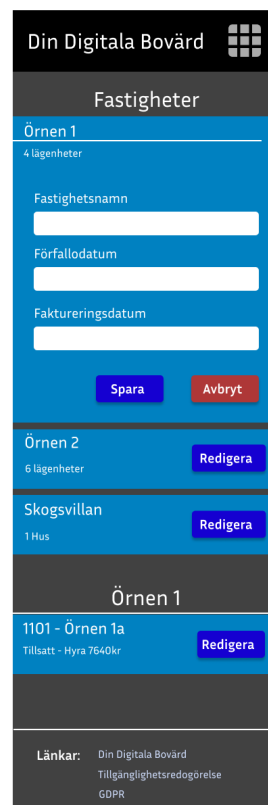 Din Digitala Bovärd
Fastigheter
Örnen 1
4 lägenheter
Fastighetsnamn
Förfallodatum
Faktureringsdatum
Spara
Avbryt
Örnen 2
6 lägenheter
Redigera
Skogsvillan
1 Hus
Redigera
Örnen 1
1101 - Örnen 1a
Tillsatt - Hyra 7640kr
Redigera
Länkar:
Din Digitala Bovärd
Tillgänglighetsredogörelse
GDPR